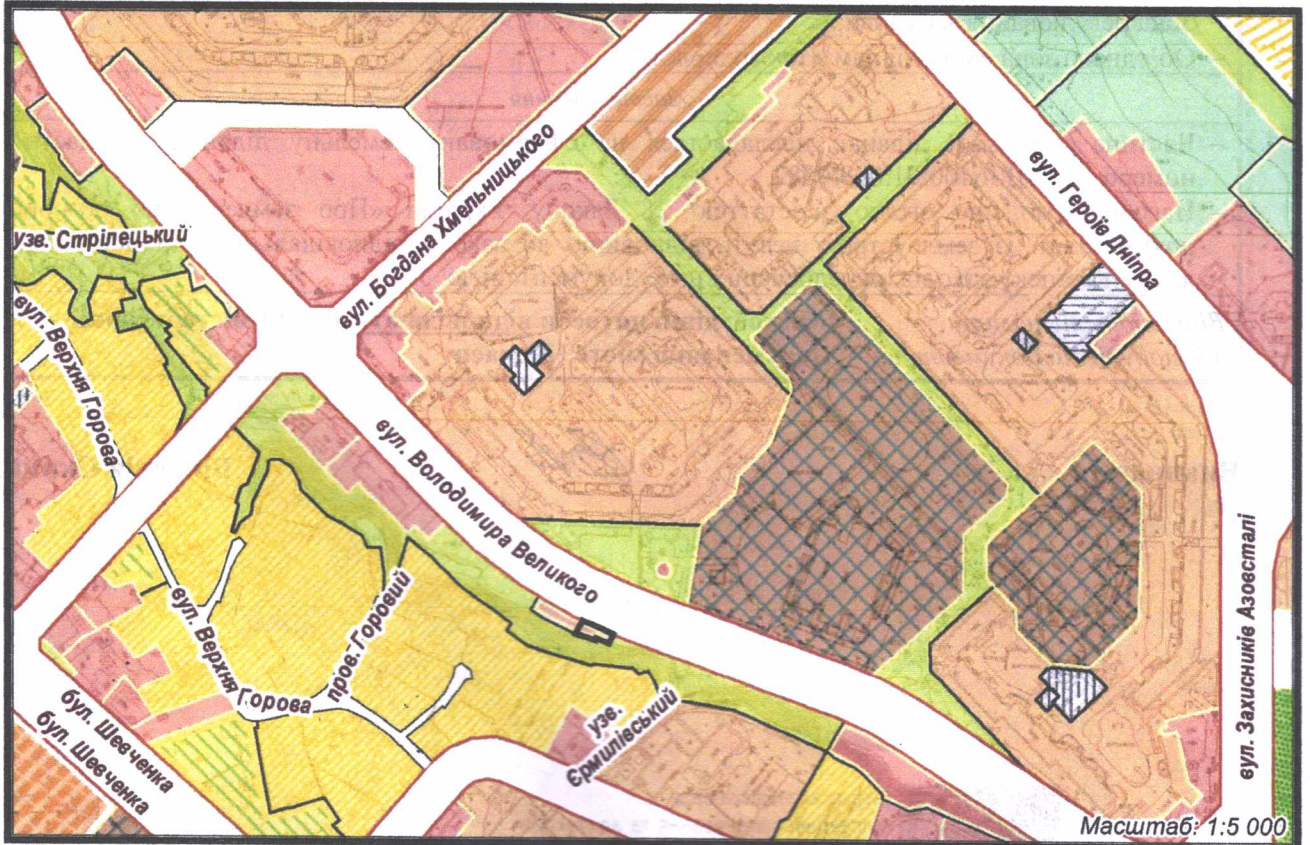 вул. Богдана Хмельницького
вул. Героїв Дніпра
узв. Стрілецький
вул. Верхня Горова
вул. Володимира Великого
вул. Верхня Горова
пров. Горовий
узв.
Єрмилівський
бул. Шевченка
бул. Шевченка
вул. Захисників Азовсталі
Масштаб: 1:5 000